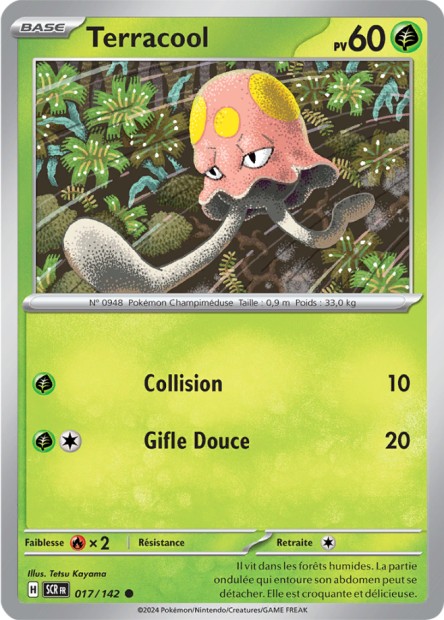 BASE
Terracool
PV 60
N° 0948 Pokémon Champiméduse Taille : 0,9 m Poids : 33,0 kg
Collision 10
Gifle Douce 20
Faiblesse ×2 Résistance Retraite
Illus. Tetsu Kayama
Il vit dans les forêts humides. La partie
ondulée qui entoure son abdomen peut se
détacher. Elle est croquante et délicieuse.
H SCR FR 017/142
©2024 Pokémon/Nintendo/Creatures/GAME FREAK